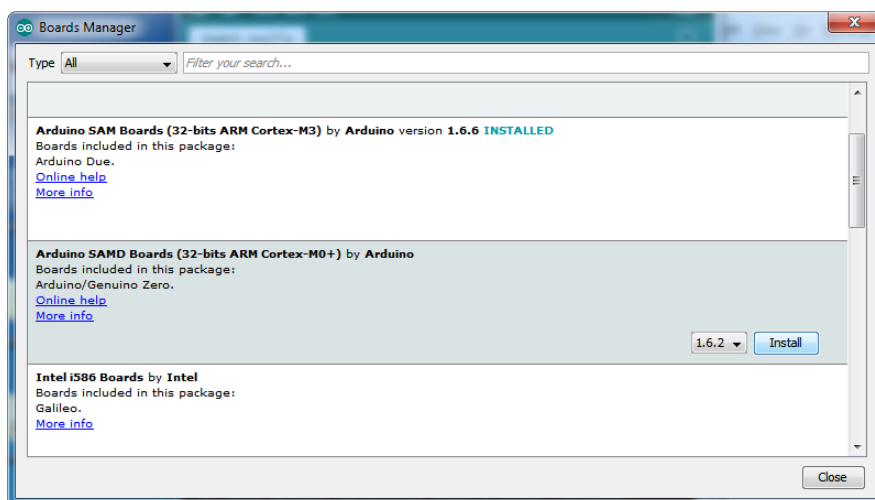 Boards Manager
Type All Filter your search...
Arduino SAM Boards (32-bits ARM Cortex-M3) by Arduino version 1.6.6 INSTALLED
Boards included in this package:
Arduino Due.
Online help
More info
Arduino SAMD Boards (32-bits ARM Cortex-M0+) by Arduino
Boards included in this package:
Arduino/Genuino Zero.
Online help
More info
1.6.2 Install
Intel i586 Boards by Intel
Boards included in this package:
Galileo.
More info
Close